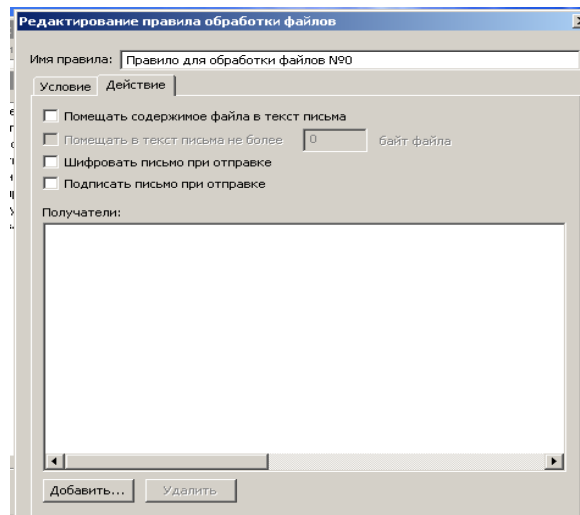 Редактирование правила обработки файлов
Имя правила: Правило для обработки файлов №0
Условие Действие
Помещать содержимое файла в текст письма
Помещать в текст письма не более 0 байт файла
Шифровать письмо при отправке
Подписать письмо при отправке
Получатели:
Добавить... Удалить